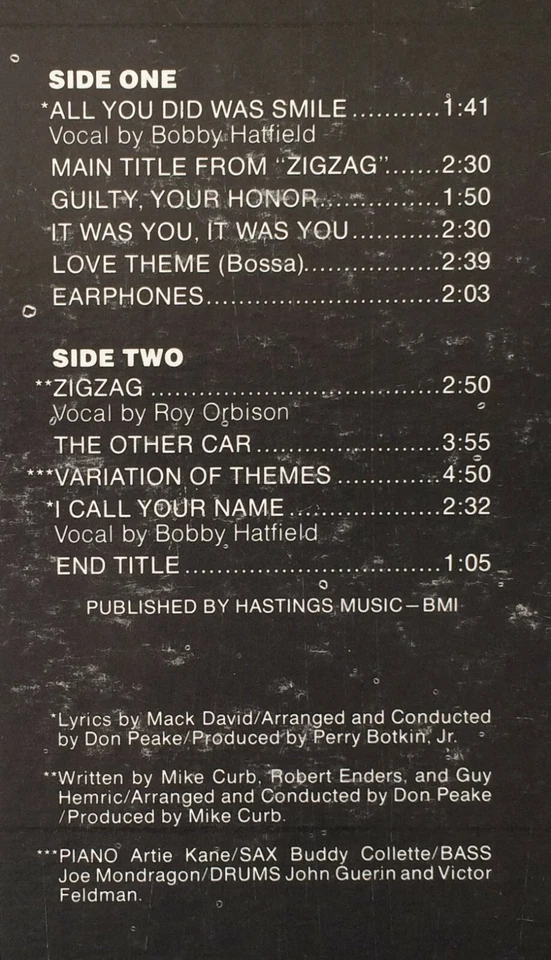 SIDE ONE
*ALL YOU DID WAS SMILE...........1:41
Vocal by Bobby Hatfield
MAIN TITLE FROM “ZIGZAG”.......2:30
GUILTY, YOUR HONOR...............1:50
IT WAS YOU, IT WAS YOU...........2:30
LOVE THEME (Bossa).................2:39
EARPHONES.............................2:03
SIDE TWO
**ZIGZAG ....................................2:50
Vocal by Roy Orbison
THE OTHER CAR.......................3:55
***VARIATION OF THEMES.............4:50
*I CALL YOUR NAME...................2:32
Vocal by Bobby Hatfield
END TITLE................................1:05
PUBLISHED BY HASTINGS MUSIC—BMI
*Lyrics by Mack David/Arranged and Conducted
by Don Peake/Produced by Perry Botkin, Jr.
**Written by Mike Curb, Robert Enders, and Guy
Hemric/Arranged and Conducted by Don Peake
/Produced by Mike Curb.
***PIANO Artie Kane/SAX Buddy Collette/BASS
Joe Mondragon/DRUMS John Guerin and Victor
Feldman.